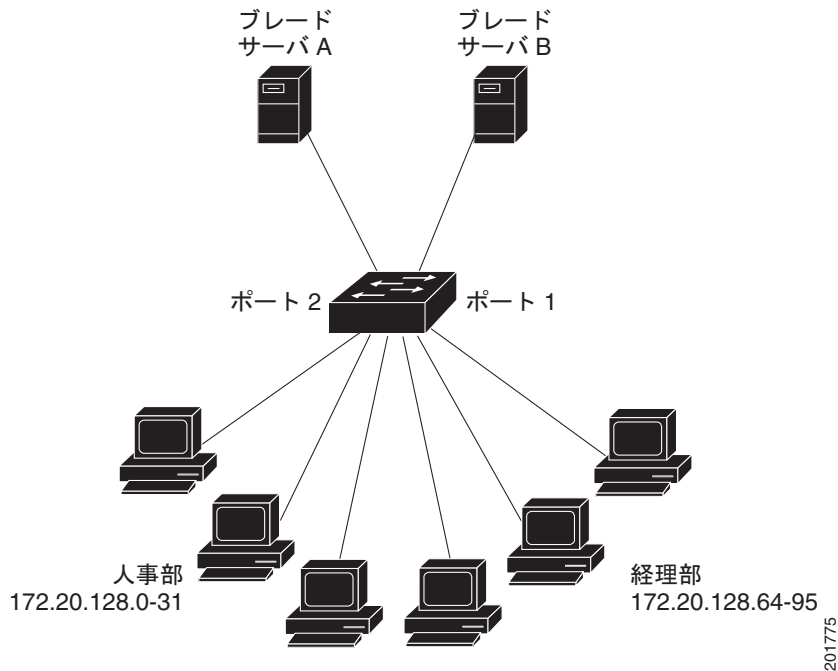 ブレード
サーバ A
ブレード
サーバ B
ポート 2
ポート 1
人事部
172.20.128.0-31
経理部
172.20.128.64-95
201775